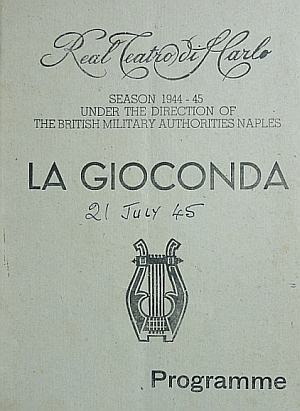 Real Teatro di S. Carlo
SEASON 1944 - 45
UNDER THE DIRECTION OF
THE BRITISH MILITARY AUTHORITIES NAPLES
LA GIOCONDA
21 July 45
Programme